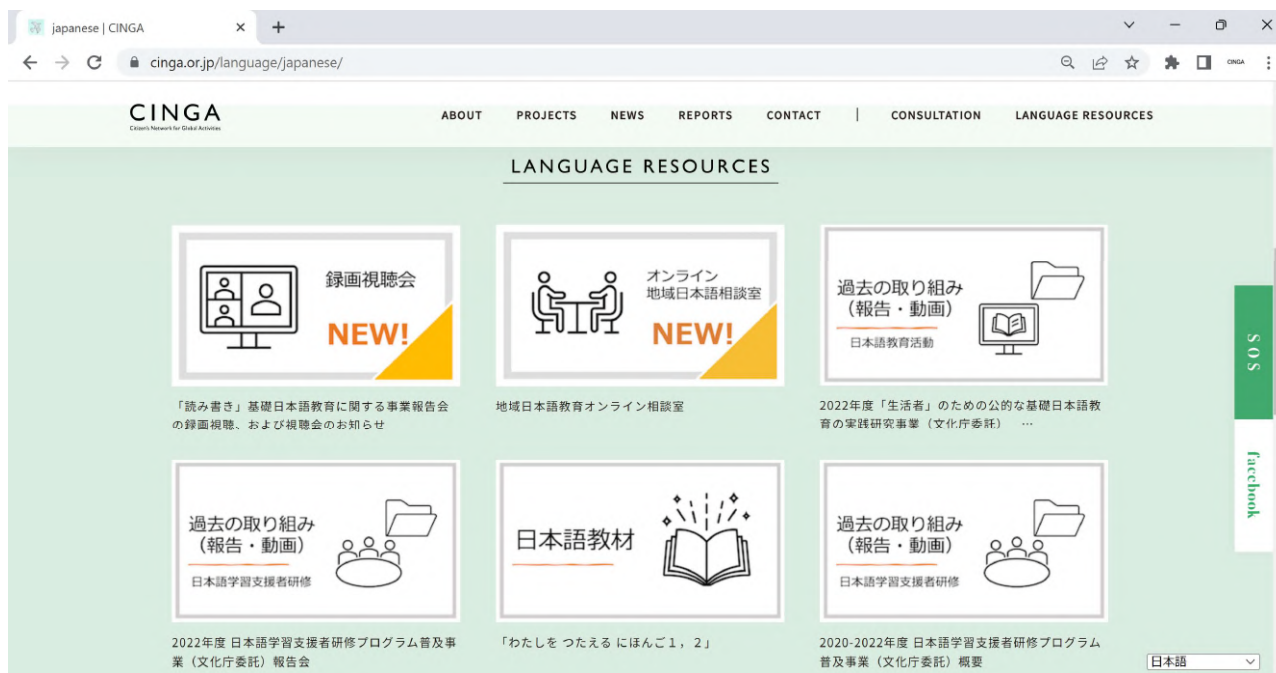 japanese | CINGA
cinga.or.jp/language/japanese/
CINGA
CINGA
Citizen's Network for Global Activities
ABOUT PROJECTS NEWS REPORTS CONTACT | CONSULTATION LANGUAGE RESOURCES
LANGUAGE RESOURCES
録画視聴会
NEW!
「読み書き」基礎日本語教育に関する事業報告会
の録画視聴、および視聴会のお知らせ
オンライン
地域日本語相談室
NEW!
地域日本語教育オンライン相談室
過去の取り組み
（報告・動画）
日本語教育活動
2022年度「生活者」のための公的な基礎日本語教
育の実践研究事業（文化庁委託） …
過去の取り組み
（報告・動画）
日本語学習支援者研修
2022年度 日本語学習支援者研修プログラム普及事
業（文化庁委託）報告会
日本語教材
「わたしを つたえる にほんご１，２」
過去の取り組み
（報告・動画）
日本語学習支援者研修
2020-2022年度 日本語学習支援者研修プログラム
普及事業（文化庁委託）概要
SOS
facebook
日本語